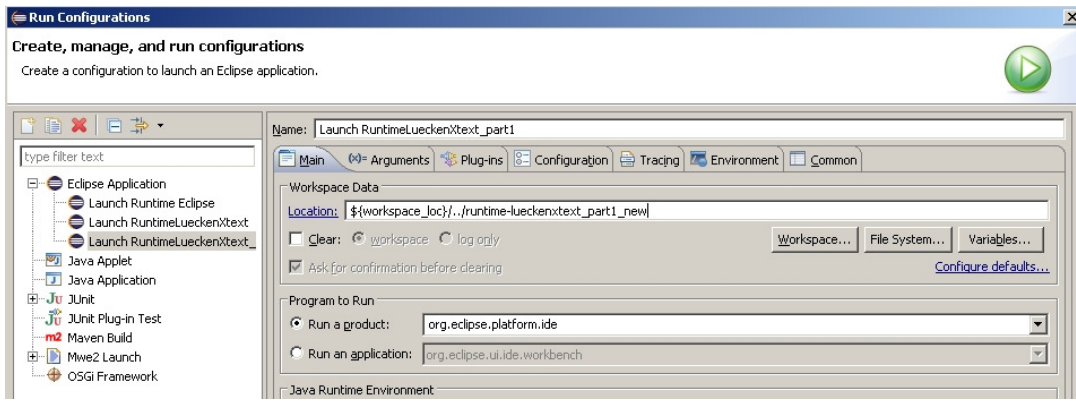 Run Configurations
Create, manage, and run configurations
Create a configuration to launch an Eclipse application.
type filter text
Eclipse Application
Launch Runtime Eclipse
Launch RuntimeLueckenXtext
Launch RuntimeLueckenXtext_
Java Applet
Java Application
JUnit
JUnit Plug-in Test
Maven Build
Mwe2 Launch
OSGi Framework
Name: Launch RuntimeLueckenXtext_part1
Main (x)= Arguments Plug-ins Configuration Tracing Environment Common
Workspace Data
Location: ${workspace_loc}/../runtime-lueckenxtext_part1_new
Clear: workspace log only Workspace... File System... Variables...
Ask for confirmation before clearing Configure defaults...
Program to Run
Run a product: org.eclipse.platform.ide
Run an application: org.eclipse.ui.ide.workbench
Java Runtime Environment